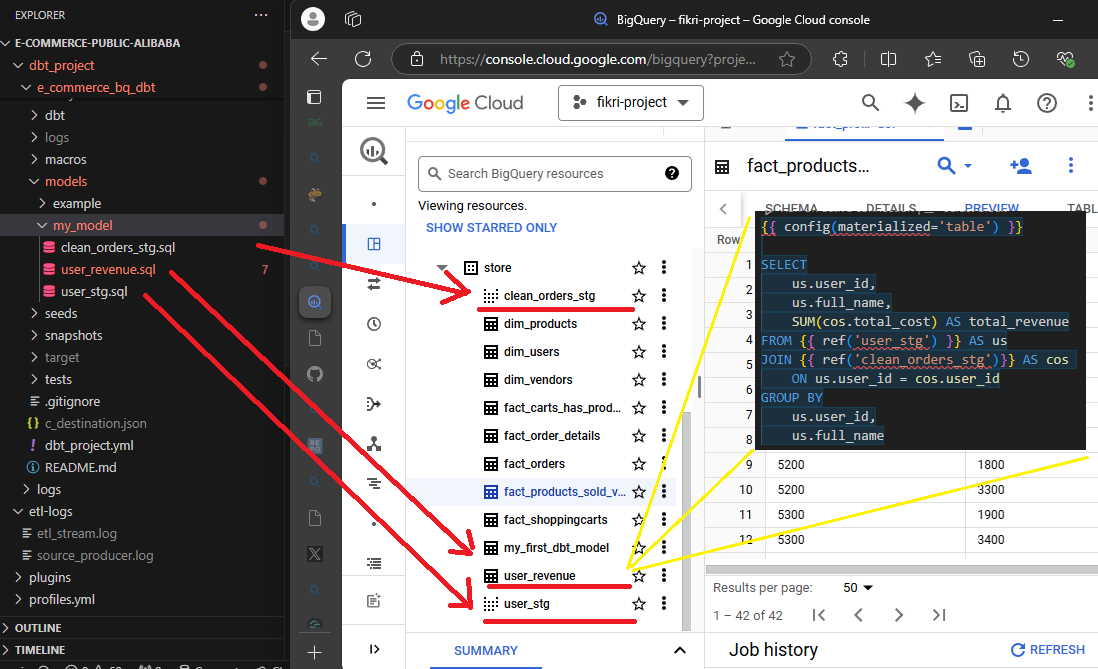 EXPLORER
E-COMMERCE-PUBLIC-ALIBABA
dbt_project
e_commerce_bq_dbt
dbt
logs
macros
models
example
my_model
clean_orders_stg.sql
user_revenue.sql 7
user_stg.sql
seeds
snapshots
target
tests
.gitignore
c_destination.json
dbt_project.yml
README.md
logs
etl-logs
etl_stream.log
source_producer.log
plugins
profiles.yml
OUTLINE
TIMELINE
BigQuery – fikri-project – Google Cloud console
https://console.cloud.google.com/bigquery?proje...
Google Cloud
fikri-project
Search BigQuery resources
Viewing resources.
SHOW STARRED ONLY
store
clean_orders_stg
dim_products
dim_users
dim_vendors
fact_carts_has_prod...
fact_order_details
fact_orders
fact_products_sold_v...
fact_shoppingcarts
my_first_dbt_model
user_revenue
user_stg
SUMMARY
fact_products...
SCHEMA DETAILS PREVIEW TABL
Row
1
2
3
4
5
6
7
8
{{ config(materialized='table') }}
SELECT
us.user_id,
us.full_name,
SUM(cos.total_cost) AS total_revenue
FROM {{ ref('user_stg') }} AS us
JOIN {{ ref('clean_orders_stg')}} AS cos
ON us.user_id = cos.user_id
GROUP BY
us.user_id,
us.full_name
9 5200 1800
10 5200 3300
11 5300 1900
12 5300 3400
Results per page: 50
1 – 42 of 42
Job history
REFRESH